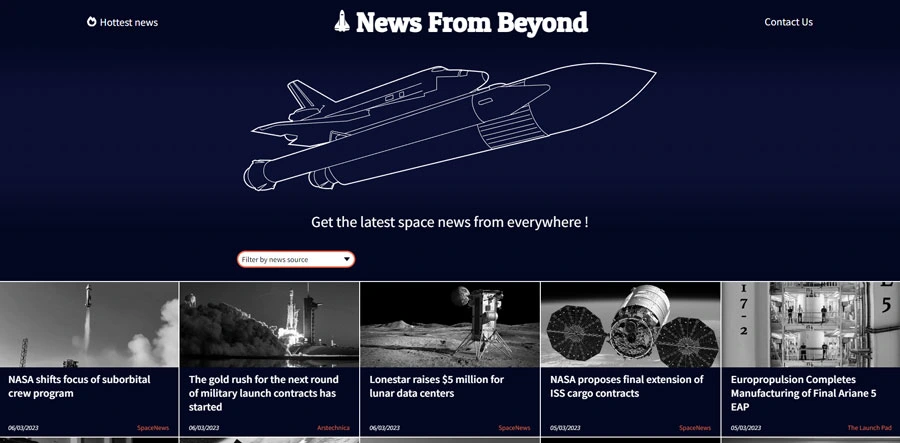 Hottest news
News From Beyond
Contact Us
Get the latest space news from everywhere !
Filter by news source
NASA shifts focus of suborbital
crew program
06/03/2023
SpaceNews
The gold rush for the next round
of military launch contracts has
started
06/03/2023
Arstechnica
Lonestar raises $5 million for
lunar data centers
06/03/2023
SpaceNews
NASA proposes final extension of
ISS cargo contracts
05/03/2023
SpaceNews
17-2
E
5
Europropulsion Completes
Manufacturing of Final Ariane 5
EAP
05/03/2023
The Launch Pad